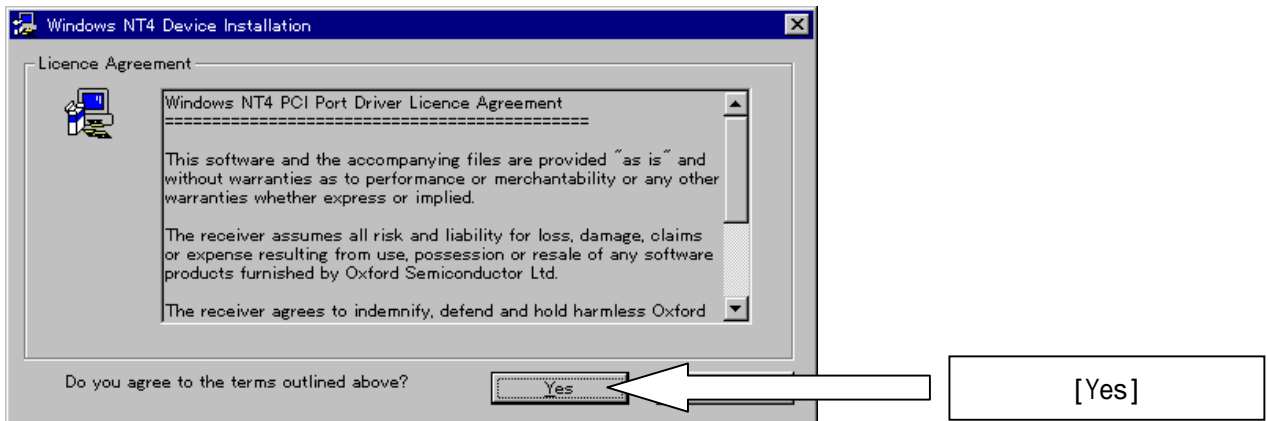 Windows NT4 Device Installation
Licence Agreement
Windows NT4 PCI Port Driver Licence Agreement
=============================================
This software and the accompanying files are provided "as is" and
without warranties as to performance or merchantability or any other
warranties whether express or implied.
The receiver assumes all risk and liability for loss, damage, claims
or expense resulting from use, possession or resale of any software
products furnished by Oxford Semiconductor Ltd.
The receiver agrees to indemnify, defend and hold harmless Oxford
Do you agree to the terms outlined above?
Yes
[Yes]